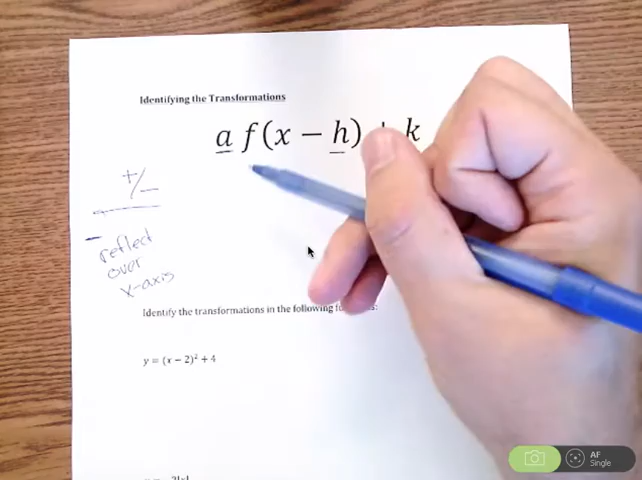 Identifying the Transformations
a f(x − h) + k
+/−
− reflect
over
x-axis
Identify the transformations in the following
y = (x − 2)² + 4
AF
Single